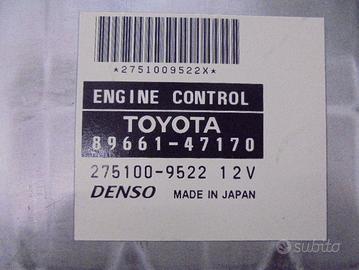 *2751009522X*
ENGINE CONTROL
TOYOTA
89661-47170
275100-9522 12V
DENSO MADE IN JAPAN
subito